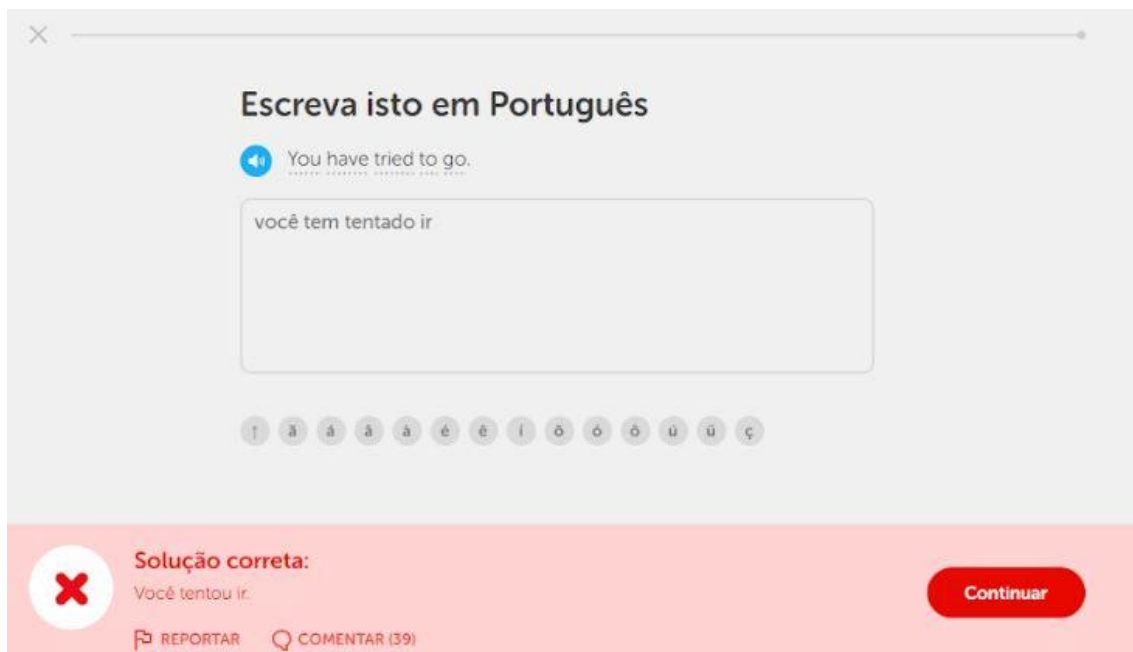 Escreva isto em Português
You have tried to go.
você tem tentado ir
↑ ã á â à é ê í õ ó ô ú ü ç
Solução correta:
Você tentou ir.
Continuar
REPORTAR COMENTAR (39)